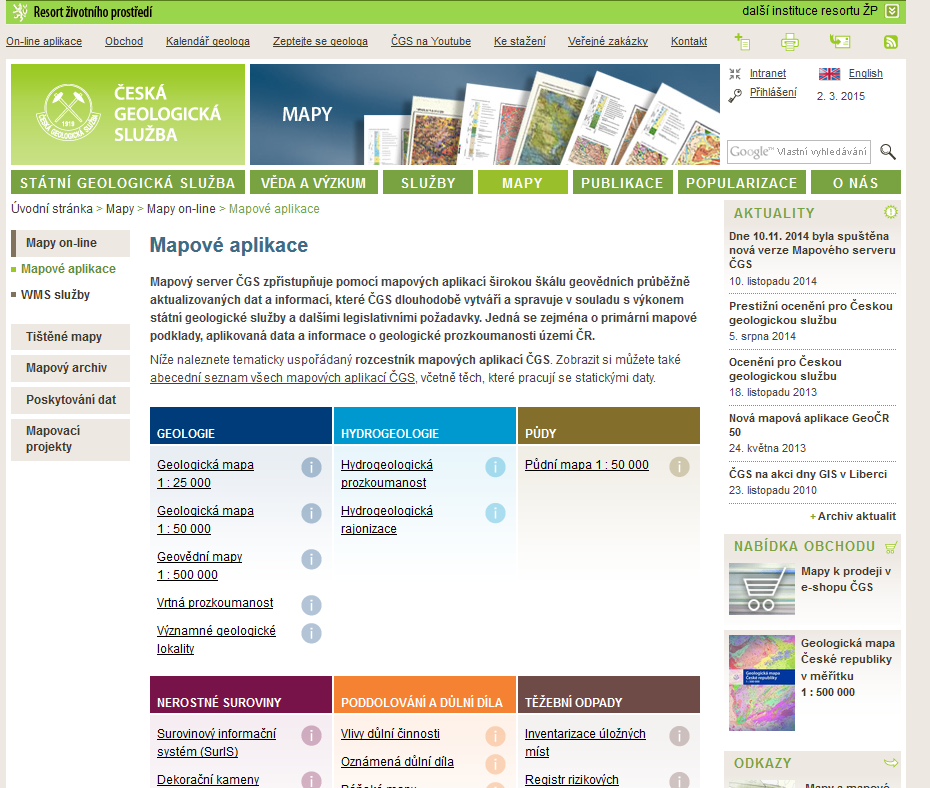 Resort životního prostředí
další instituce resortu ŽP
On-line aplikace
Obchod
Kalendář geologa
Zeptejte se geologa
ČGS na Youtube
Ke stažení
Veřejné zakázky
Kontakt
ČESKÁ
GEOLOGICKÁ
SLUŽBA
ČESKÁ GEOLOGICKÁ SLUŽBA
1919
MAPY
Intranet
English
Přihlášení
2. 3. 2015
Google™ Vlastní vyhledávání
STÁTNÍ GEOLOGICKÁ SLUŽBA
VĚDA A VÝZKUM
SLUŽBY
MAPY
PUBLIKACE
POPULARIZACE
O NÁS
Úvodní stránka > Mapy > Mapy on-line > Mapové aplikace
Mapy on-line
Mapové aplikace
WMS služby
Tištěné mapy
Mapový archiv
Poskytování dat
Mapovací
projekty
Mapové aplikace
Mapový server ČGS zpřístupňuje pomocí mapových aplikací širokou škálu geovědních průběžně
aktualizovaných dat a informací, které ČGS dlouhodobě vytváří a spravuje v souladu s výkonem
státní geologické služby a dalšími legislativními požadavky. Jedná se zejména o primární mapové
podklady, aplikovaná data a informace o geologické prozkoumanosti území ČR.
Níže naleznete tematicky uspořádaný rozcestník mapových aplikací ČGS. Zobrazit si můžete také
abecední seznam všech mapových aplikací ČGS, včetně těch, které pracují se statickými daty.
GEOLOGIE
Geologická mapa
1 : 25 000
Geologická mapa
1 : 50 000
Geovědní mapy
1 : 500 000
Vrtná prozkoumanost
Významné geologické
lokality
HYDROGEOLOGIE
Hydrogeologická
prozkoumanost
Hydrogeologická
rajonizace
PŮDY
Půdní mapa 1 : 50 000
NEROSTNÉ SUROVINY
Surovinový informační
systém (SurIS)
Dekorační kameny
PODDOLOVÁNÍ A DŮLNÍ DÍLA
Vlivy důlní činnosti
Oznámená důlní díla
TĚŽEBNÍ ODPADY
Inventarizace úložných
míst
Registr rizikových
AKTUALITY
Dne 10.11. 2014 byla spuštěna
nová verze Mapového serveru
ČGS
10. listopadu 2014
Prestižní ocenění pro Českou
geologickou službu
5. srpna 2014
Ocenění pro Českou
geologickou službu
18. listopadu 2013
Nová mapová aplikace GeoČR
50
24. května 2013
ČGS na akci dny GIS v Liberci
23. listopadu 2010
+ Archiv aktualit
NABÍDKA OBCHODU
Mapy k prodeji v
e-shopu ČGS
Geologická mapa
České republiky
Geologická mapa
České republiky
v měřítku
1 : 500 000
ODKAZY
Mapy a mapové